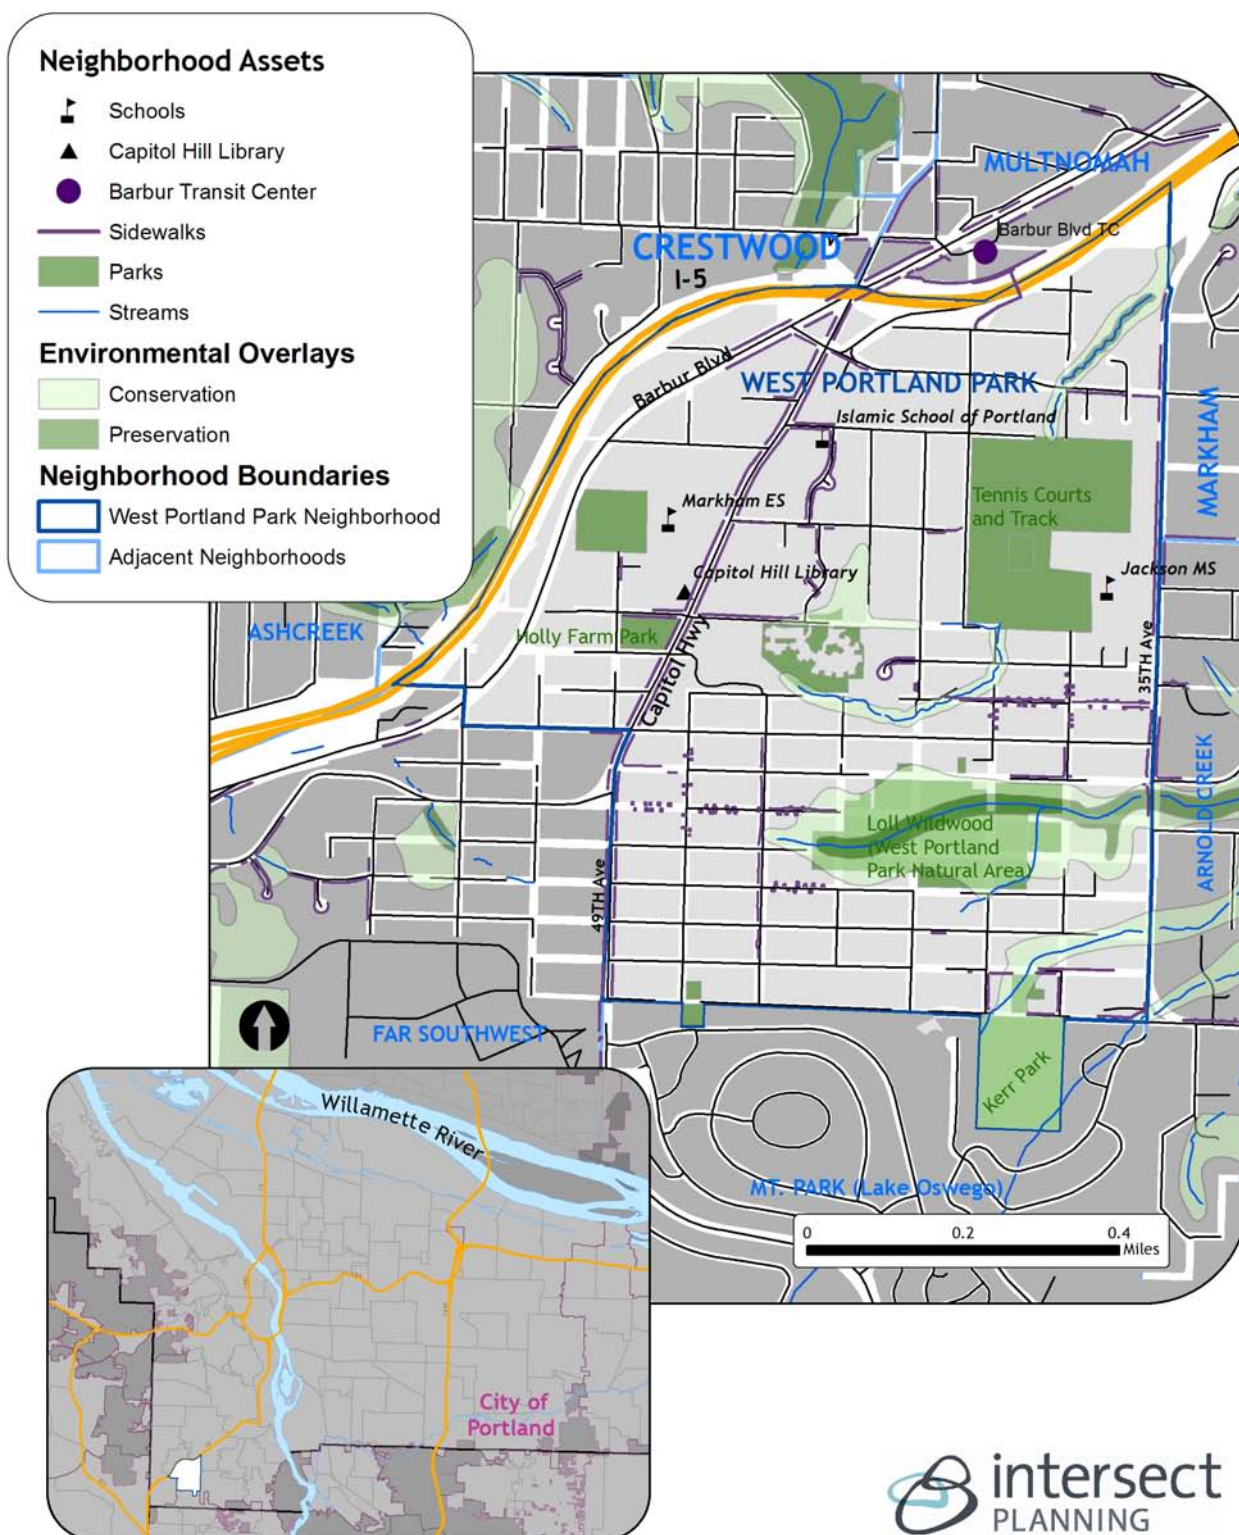 Neighborhood Assets
Schools
Capitol Hill Library
Barbur Transit Center
Sidewalks
Parks
Streams
Environmental Overlays
Conservation
Preservation
Neighborhood Boundaries
West Portland Park Neighborhood
Adjacent Neighborhoods
MULTNOMAH
Barbur Blvd TC
CRESTWOOD
I-5
Barbur Blvd
WEST PORTLAND PARK
Islamic School of Portland
MARKHAM
Markham ES
Tennis Courts
and Track
Capitol Hill Library
Jackson MS
ASHCREEK
Holly Farm Park
Capitol Hwy
35TH Ave
ARNOLD CREEK
Loll Wildwood
(West Portland
Park Natural Area)
49TH Ave
FAR SOUTHWEST
Kerr Park
MT. PARK (Lake Oswego)
0 0.2 0.4
Miles
Willamette River
City of
Portland
intersect
PLANNING